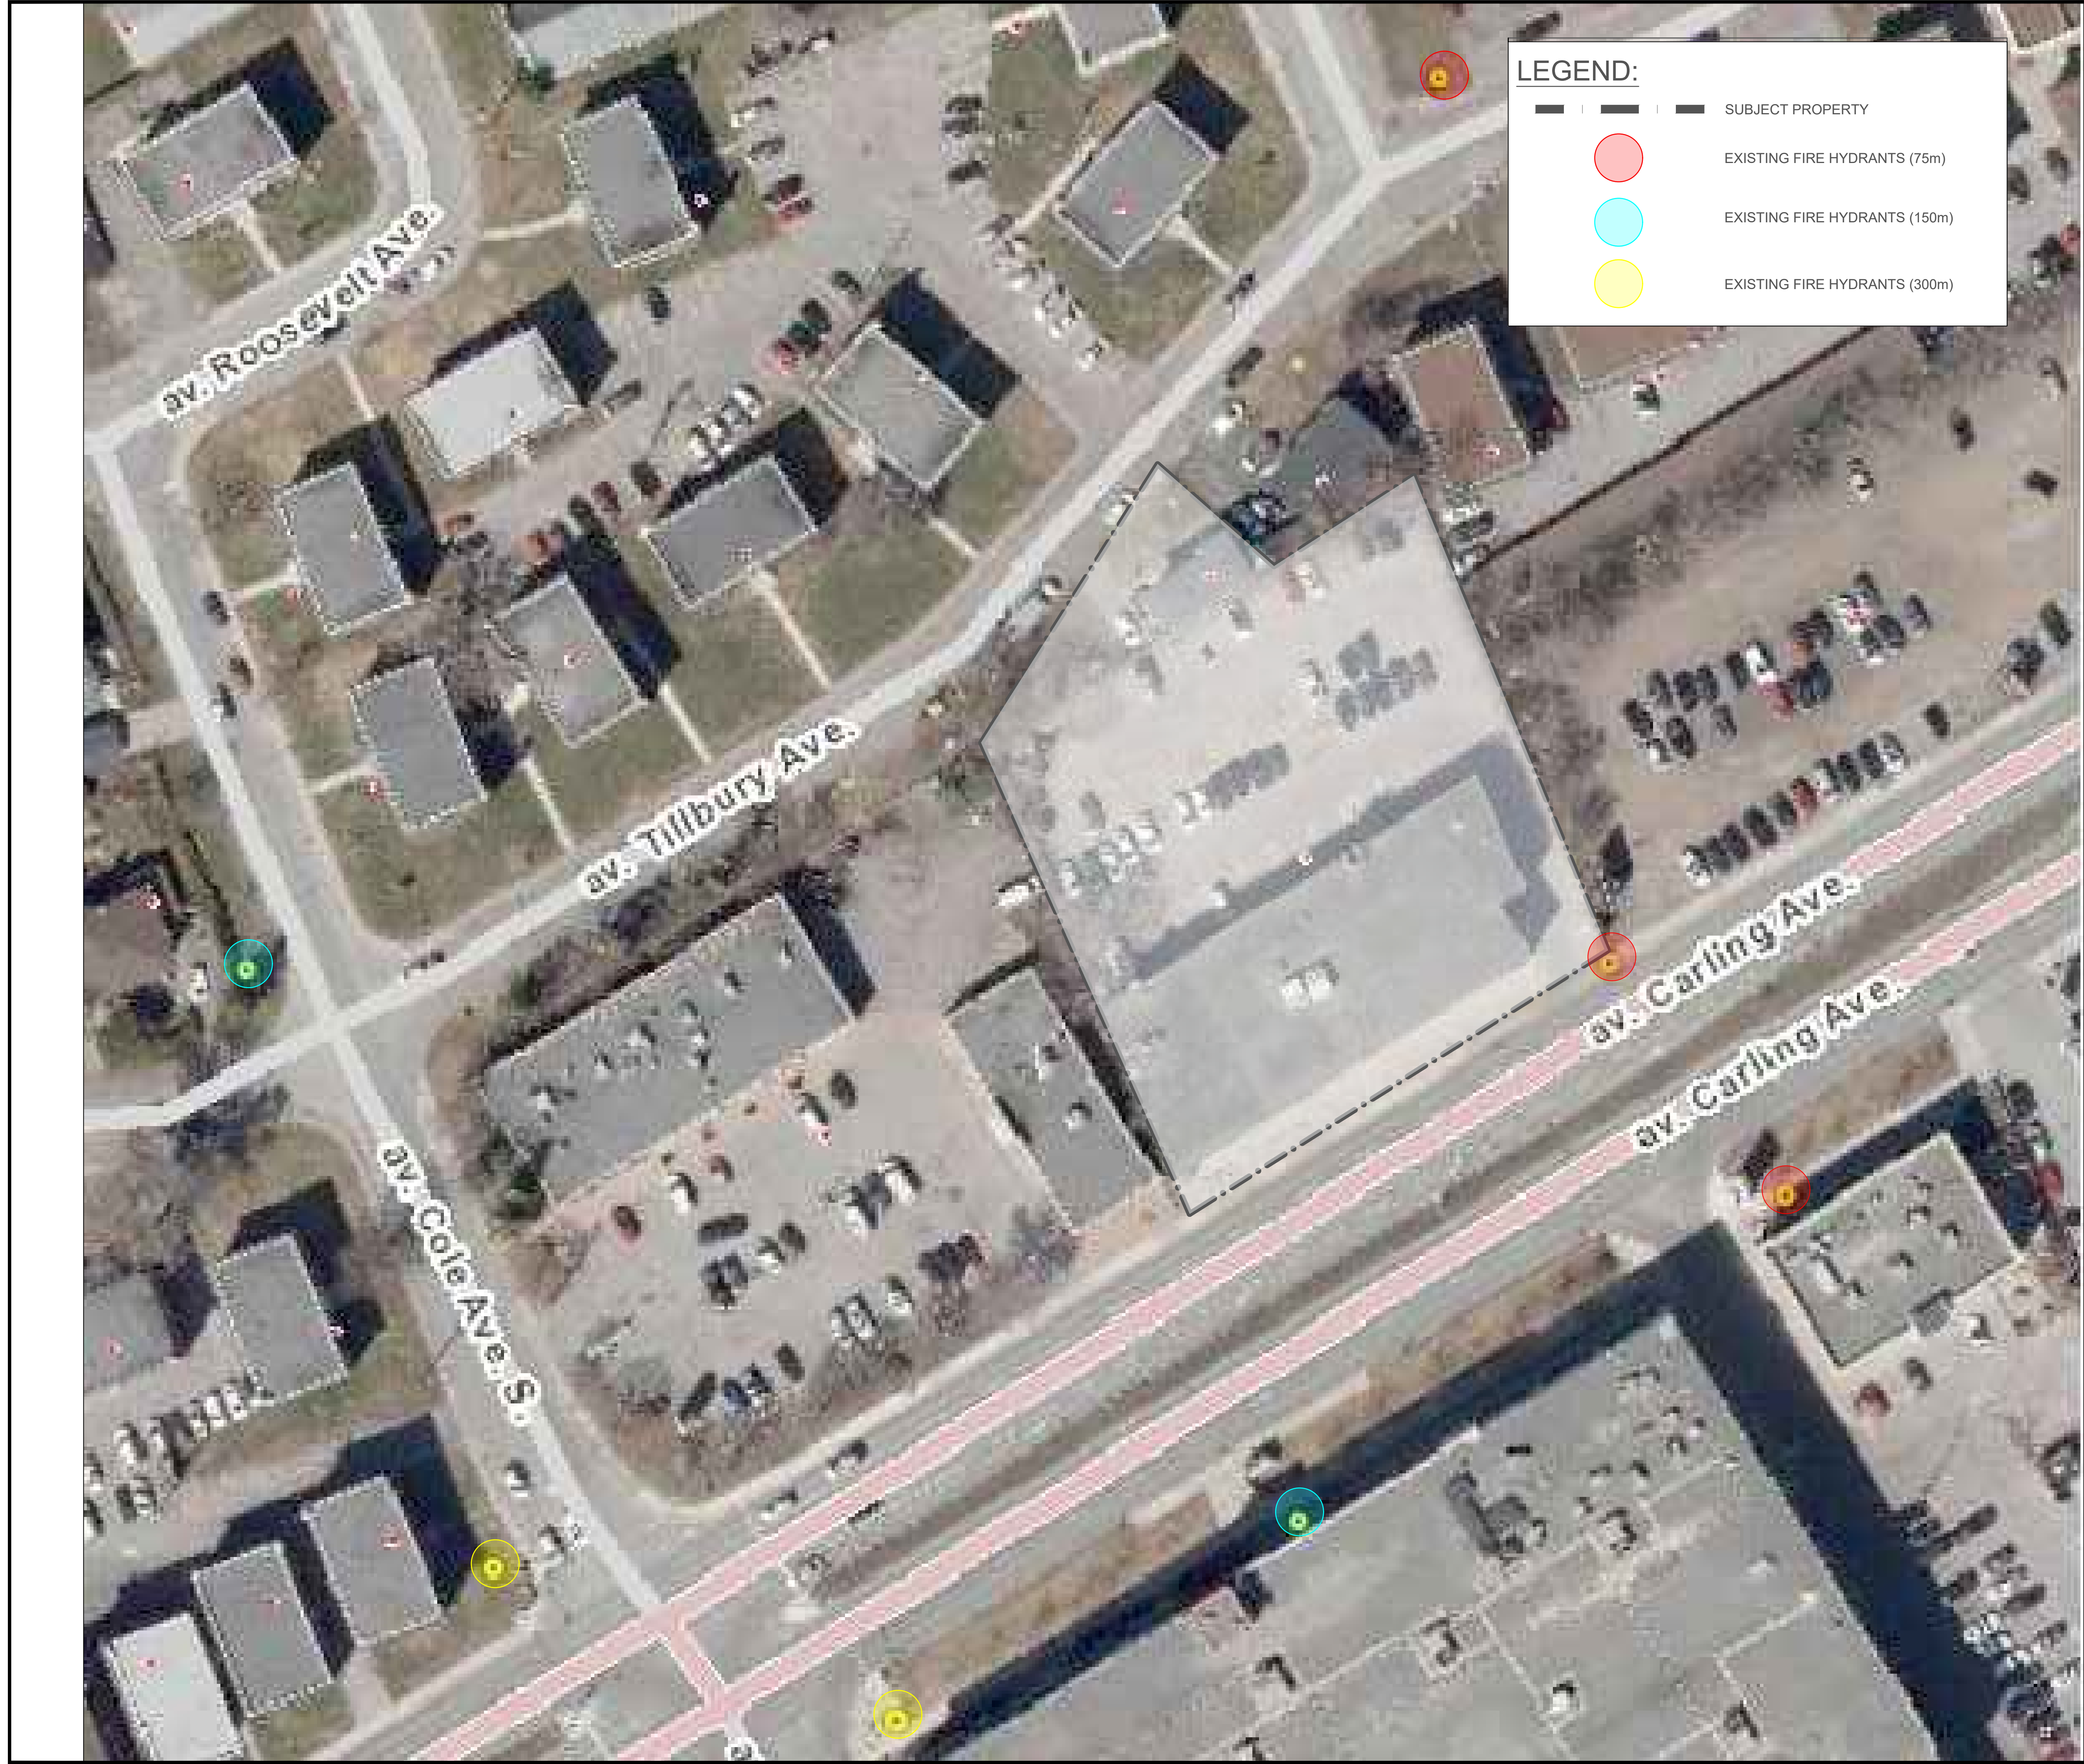 LEGEND:
SUBJECT PROPERTY
EXISTING FIRE HYDRANTS (75m)
EXISTING FIRE HYDRANTS (150m)
EXISTING FIRE HYDRANTS (300m)
av. Roosevelt Ave.
av. Tillbury Ave.
av. Carling Ave.
av. Carling Ave.
av. Cole Ave. S.